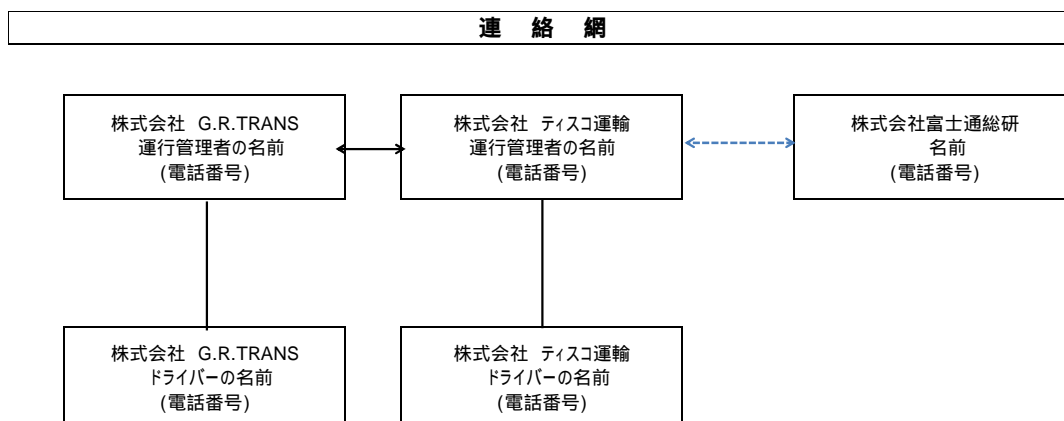 連 絡 網
株式会社 G.R.TRANS
運行管理者の名前
(電話番号)
株式会社 ティスコ運輸
運行管理者の名前
(電話番号)
株式会社富士通総研
名前
(電話番号)
株式会社 G.R.TRANS
ドライバーの名前
(電話番号)
株式会社 ティスコ運輸
ドライバーの名前
(電話番号)